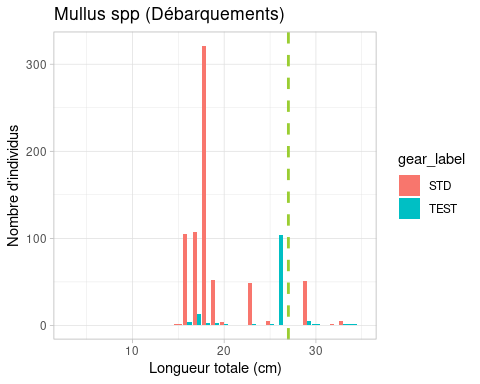 Mullus spp (Débarquements)
Nombre d'individus
300
200
100
0
10
20
30
Longueur totale (cm)
gear_label
STD
TEST